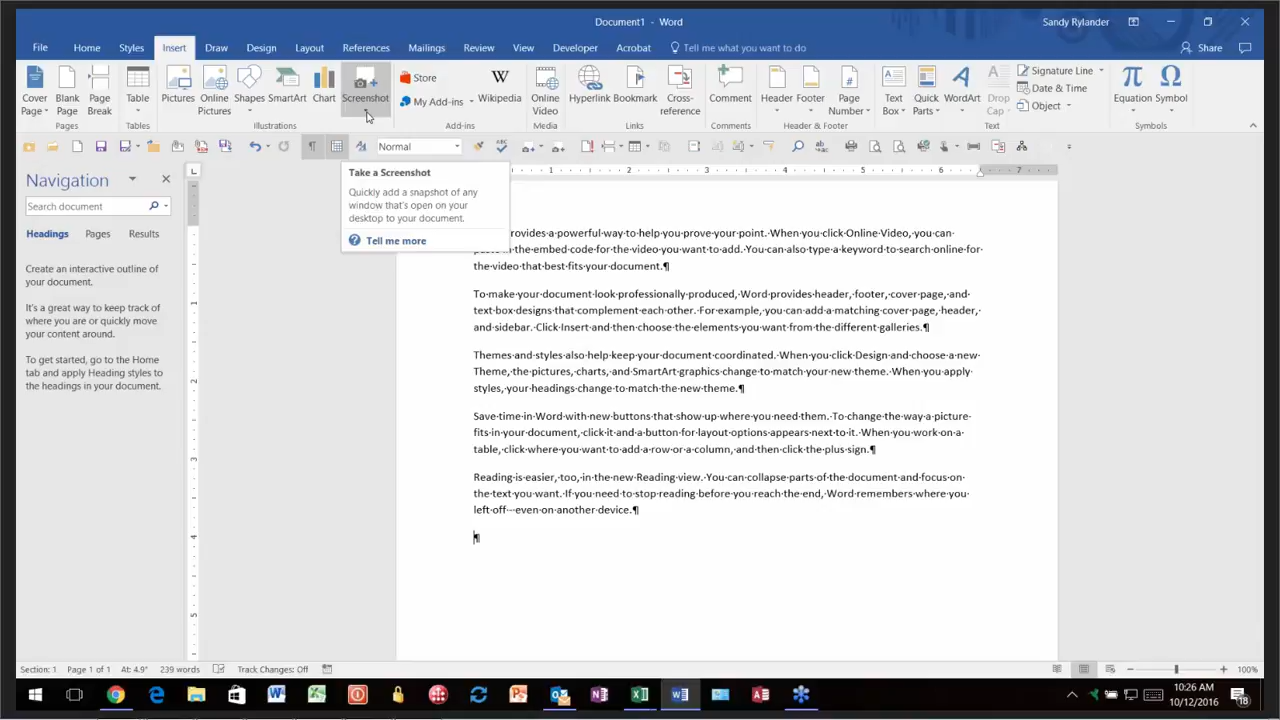 Document1 - Word
Sandy Rylander
File Home Styles Insert Draw Design Layout References Mailings Review View Developer Acrobat Tell me what you want to do Share
Cover Page Blank Page Page Break Table Pictures Online Pictures Shapes SmartArt Chart Screenshot Store My Add-ins Wikipedia Online Video Hyperlink Bookmark Cross-reference Comment Header Footer Page Number Text Box Quick Parts WordArt Drop Cap Signature Line Date & Time Object Equation Symbol
Pages Tables Illustrations Add-ins Media Links Comments Header & Footer Text Symbols
Normal
Take a Screenshot
Quickly add a snapshot of any
window that's open on your
desktop to your document.
Tell me more
Navigation
Search document
Headings Pages Results
Create an interactive outline of
your document.
It's a great way to keep track of
where you are or quickly move
your content around.
To get started, go to the Home
tab and apply Heading styles to
the headings in your document.
1 2 3 4 5 6 7
1
2
3
4
5
provides·a·powerful·way·to·help·you·prove·your·point.·When·you·click·Online·Video,·you·can·
in·the·embed·code·for·the·video·you·want·to·add.·You·can·also·type·a·keyword·to·search·online·for·
the·video·that·best·fits·your·document.¶
To·make·your·document·look·professionally·produced,·Word·provides·header,·footer,·cover·page,·and·
text·box·designs·that·complement·each·other.·For·example,·you·can·add·a·matching·cover·page,·header,·
and·sidebar.·Click·Insert·and·then·choose·the·elements·you·want·from·the·different·galleries.¶
Themes·and·styles·also·help·keep·your·document·coordinated.·When·you·click·Design·and·choose·a·new·
Theme,·the·pictures,·charts,·and·SmartArt·graphics·change·to·match·your·new·theme.·When·you·apply·
styles,·your·headings·change·to·match·the·new·theme.¶
Save·time·in·Word·with·new·buttons·that·show·up·where·you·need·them.·To·change·the·way·a·picture·
fits·in·your·document,·click·it·and·a·button·for·layout·options·appears·next·to·it.·When·you·work·on·a·
table,·click·where·you·want·to·add·a·row·or·a·column,·and·then·click·the·plus·sign.¶
Reading·is·easier,·too,·in·the·new·Reading·view.·You·can·collapse·parts·of·the·document·and·focus·on·
the·text·you·want.·If·you·need·to·stop·reading·before·you·reach·the·end,·Word·remembers·where·you·
left·off·--·even·on·another·device.¶
¶
Section: 1 Page 1 of 1 At: 4.9" 239 words Track Changes: Off 100%
10:26 AM
10/12/2016
18